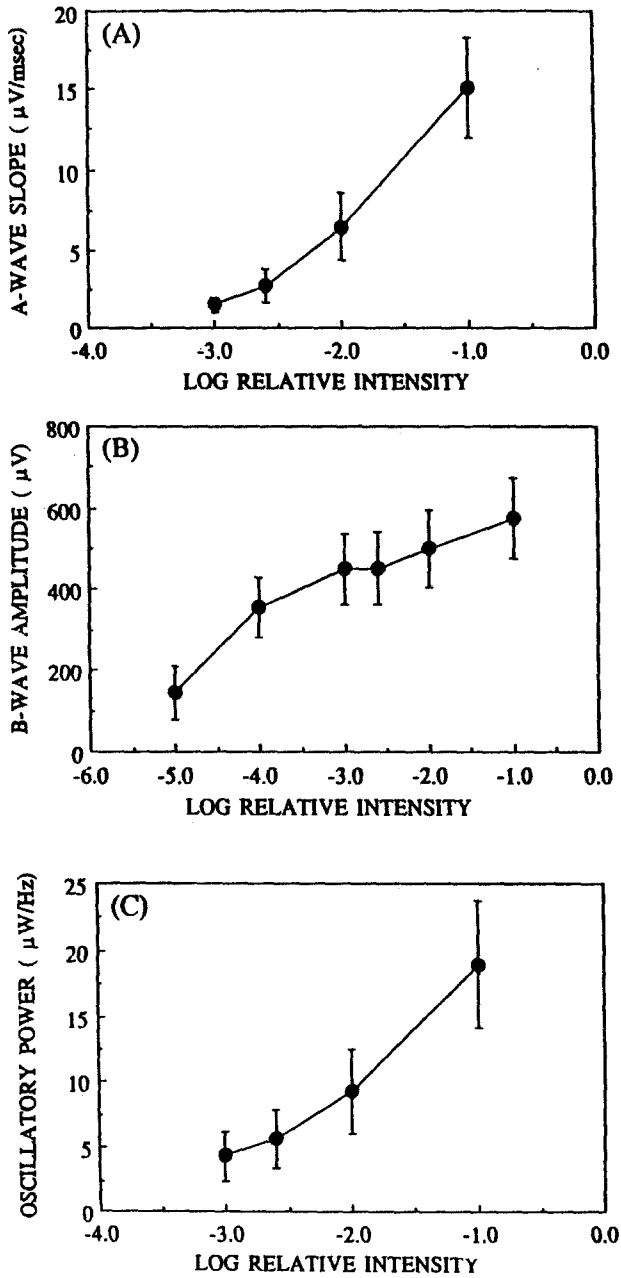 (A)
A-WAVE SLOPE ( μV/msec)
20
15
10
5
0
-4.0 -3.0 -2.0 -1.0 0.0
LOG RELATIVE INTENSITY
(B)
B-WAVE AMPLITUDE ( μV)
800
600
400
200
0
-6.0 -5.0 -4.0 -3.0 -2.0 -1.0 0.0
LOG RELATIVE INTENSITY
(C)
OSCILLATORY POWER ( μW/Hz)
25
20
15
10
5
0
-4.0 -3.0 -2.0 -1.0 0.0
LOG RELATIVE INTENSITY